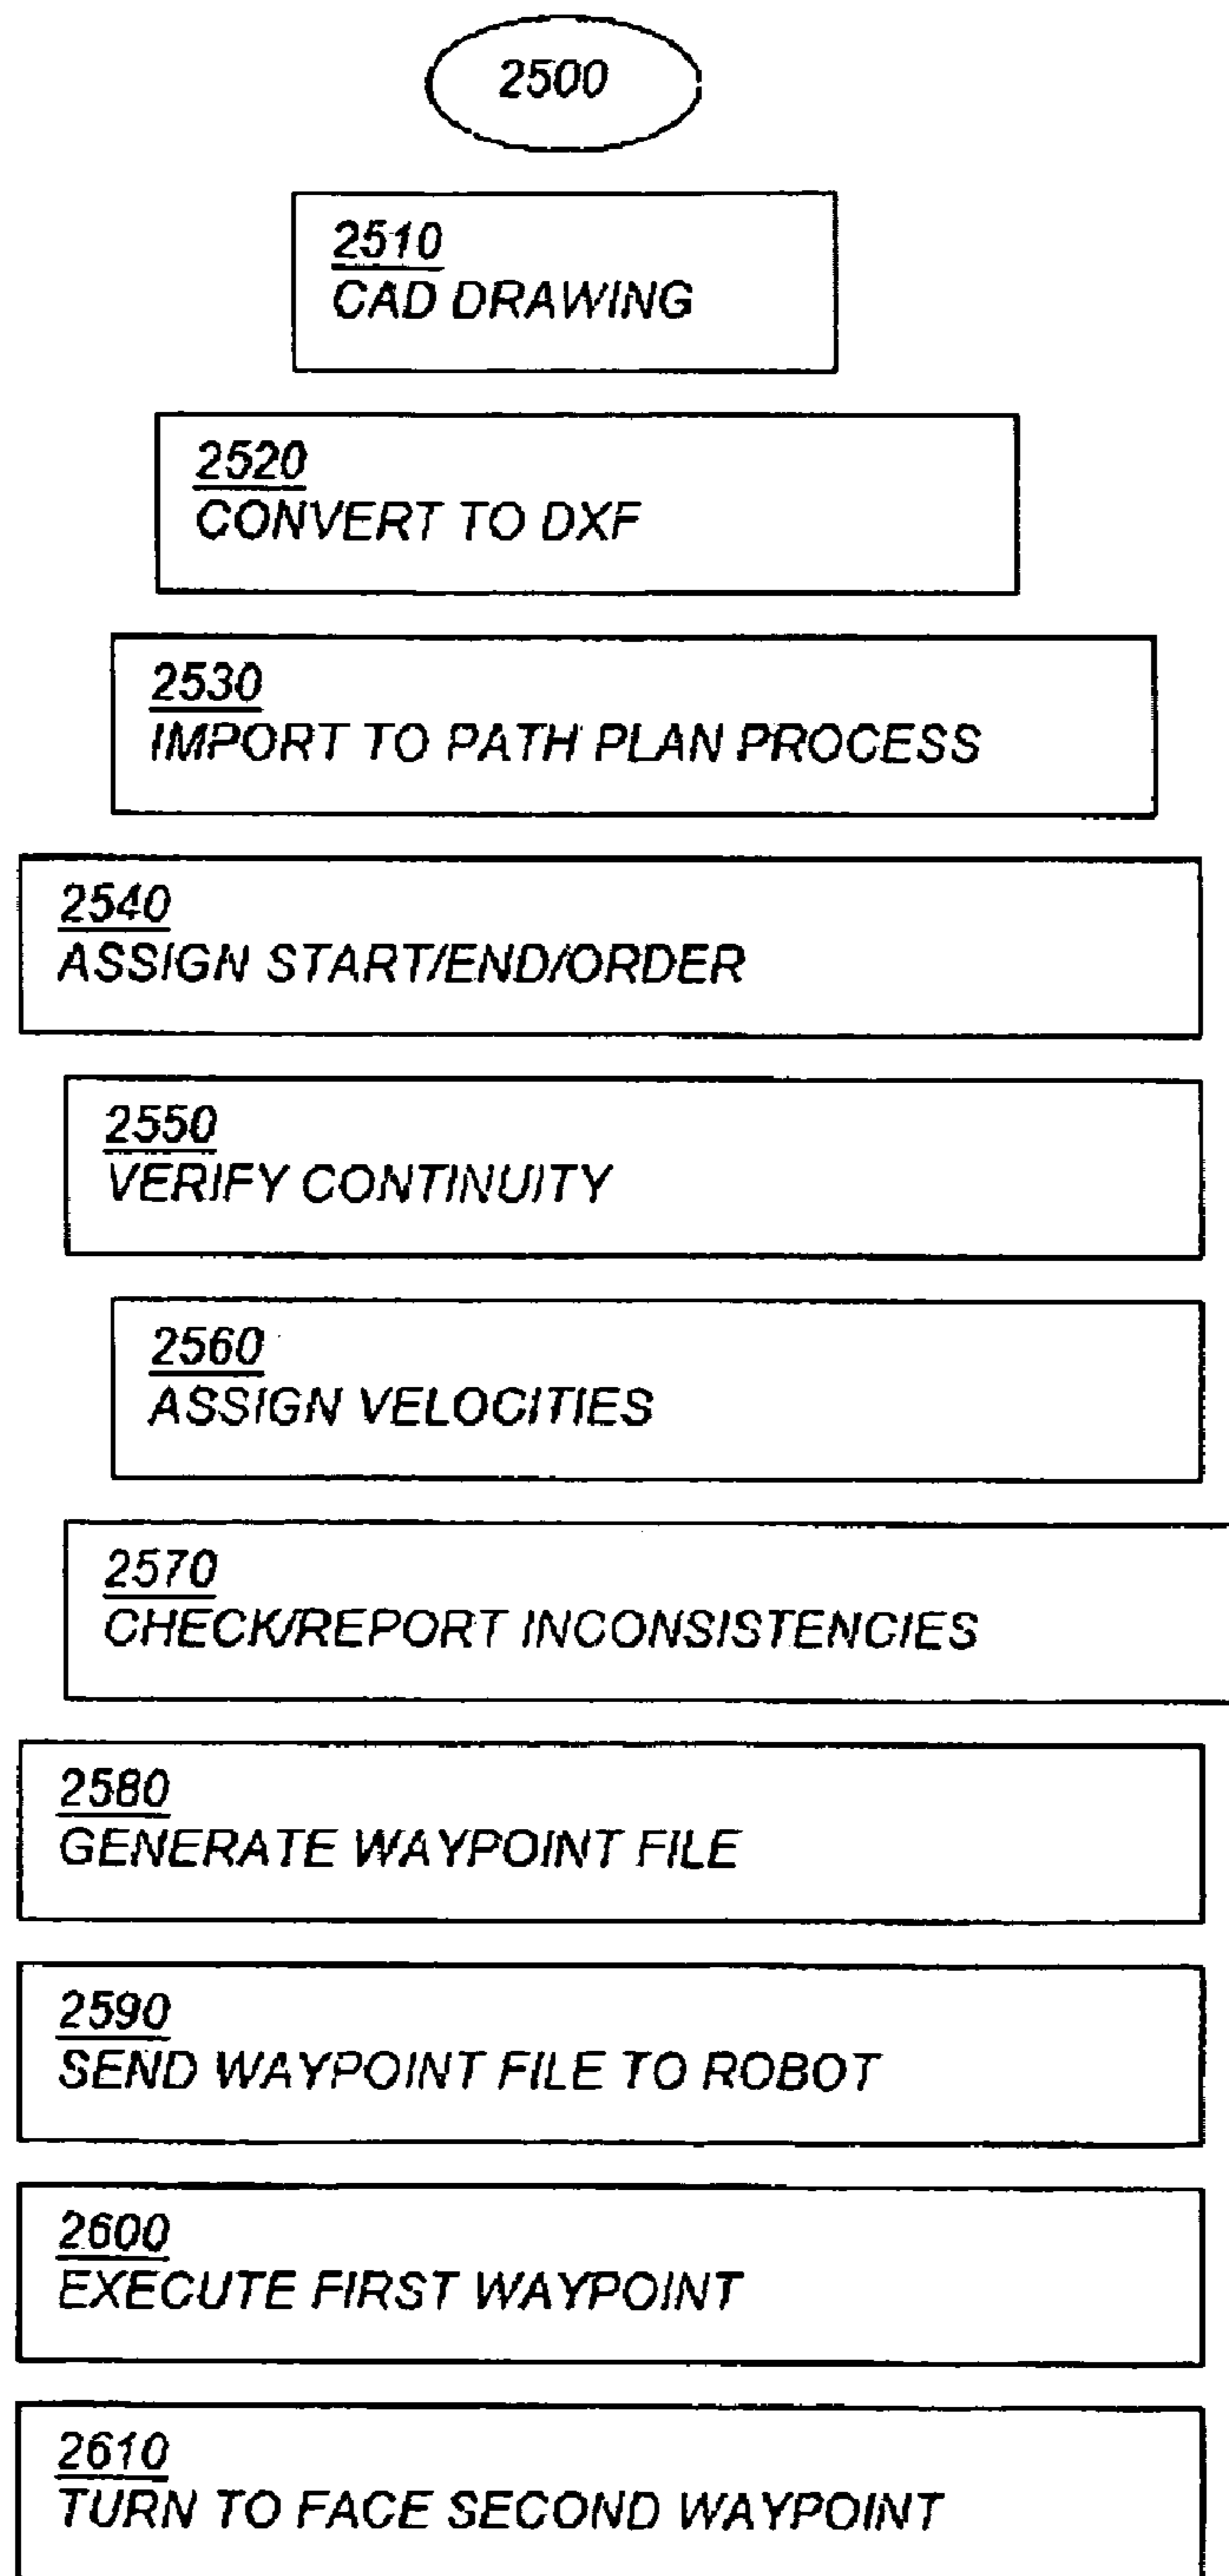 2500
2510
CAD DRAWING
2520
CONVERT TO DXF
2530
IMPORT TO PATH PLAN PROCESS
2540
ASSIGN START/END/ORDER
2550
VERIFY CONTINUITY
2560
ASSIGN VELOCITIES
2570
CHECK/REPORT INCONSISTENCIES
2580
GENERATE WAYPOINT FILE
2590
SEND WAYPOINT FILE TO ROBOT
2600
EXECUTE FIRST WAYPOINT
2610
TURN TO FACE SECOND WAYPOINT